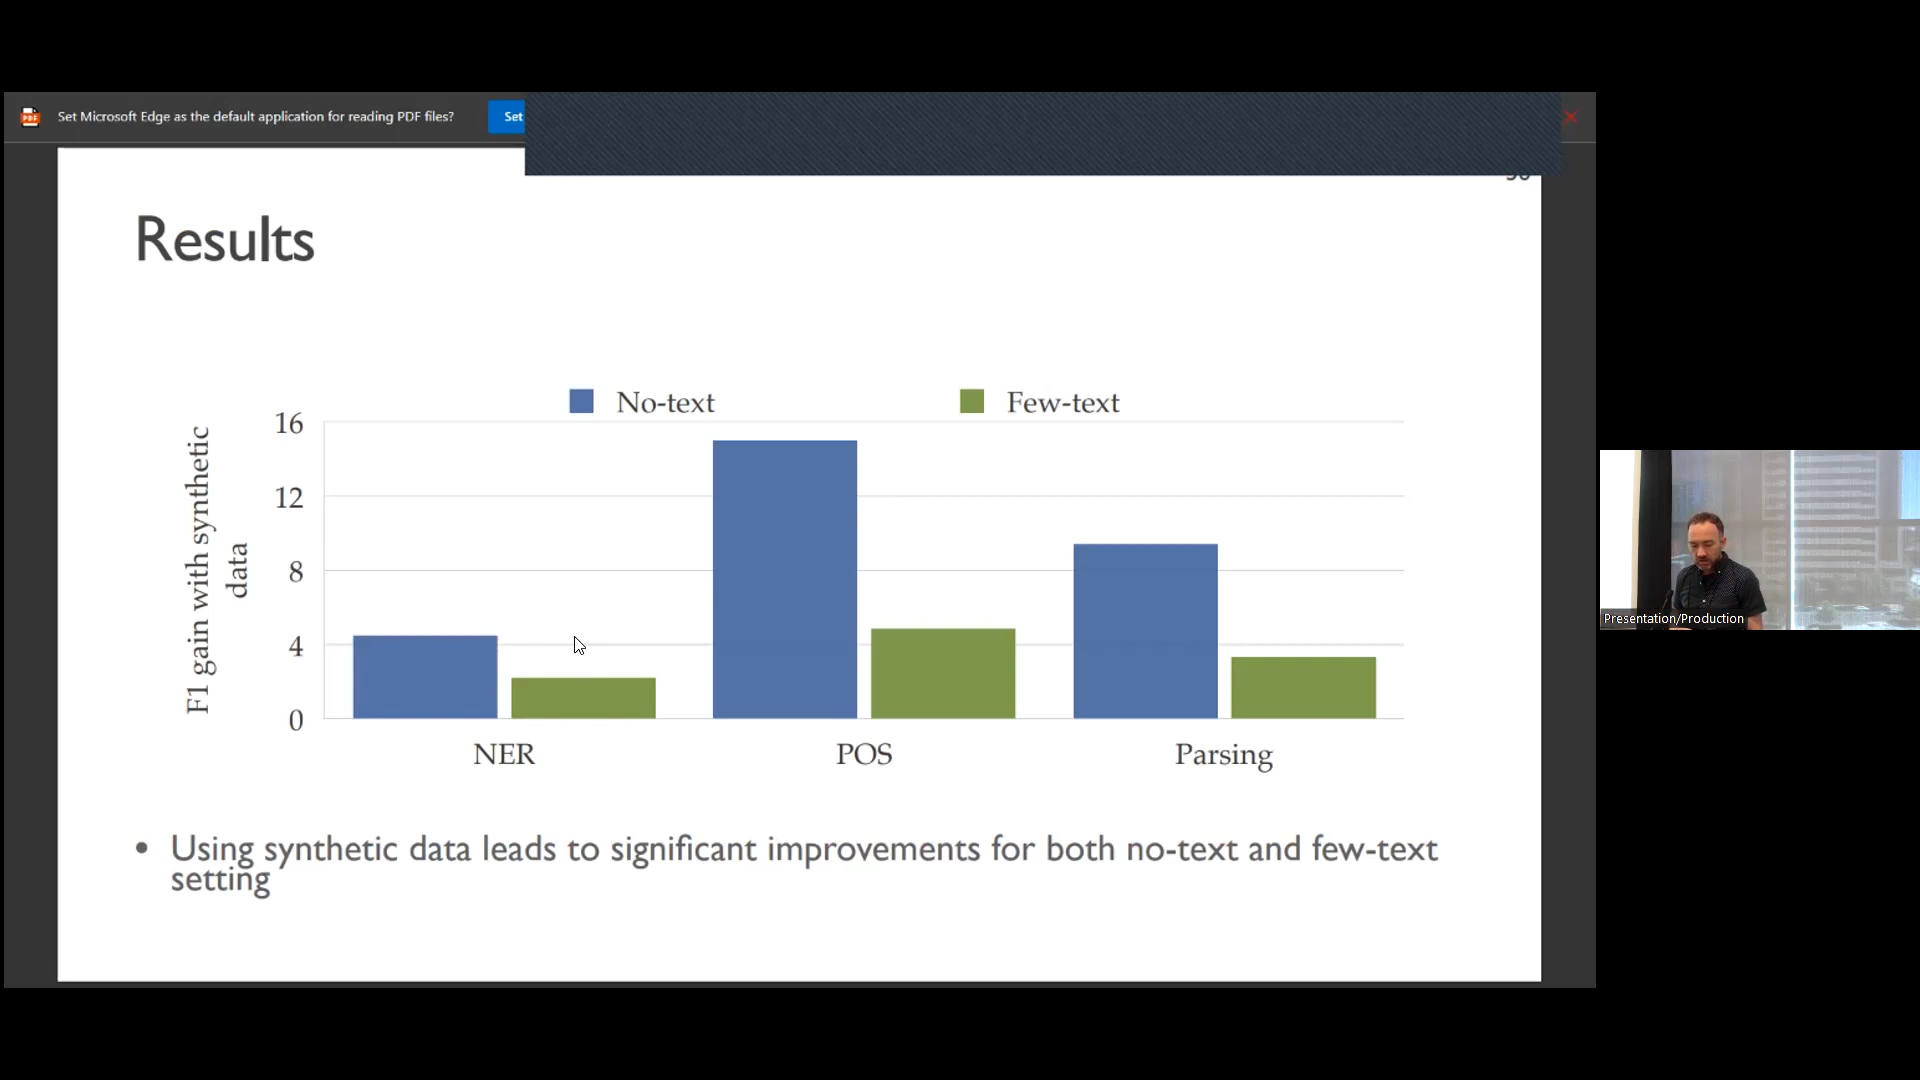 Set Microsoft Edge as the default application for reading PDF files?
Set
Results
No-text
Few-text
F1 gain with synthetic
data
16
12
8
4
0
NER
POS
Parsing
• Using synthetic data leads to significant improvements for both no-text and few-text
setting
Presentation/Production